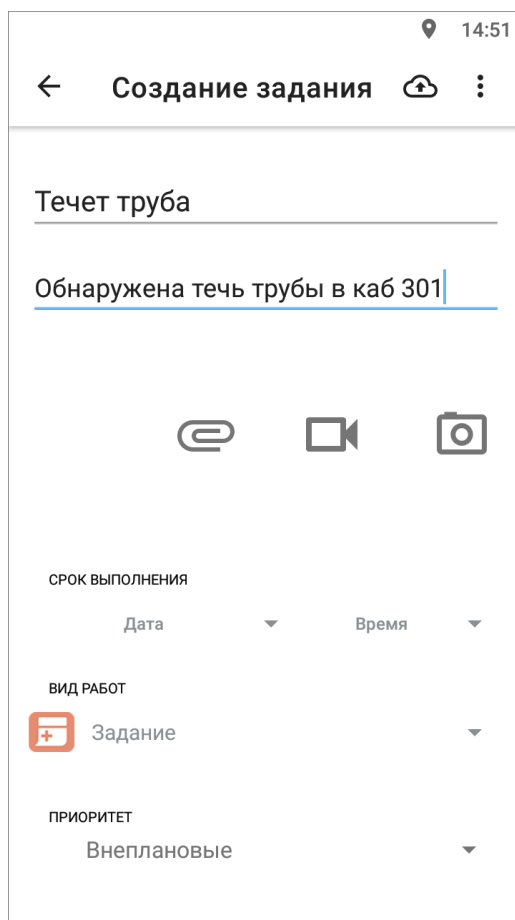 14:51
Создание задания
Течет труба
Обнаружена течь трубы в каб 301
СРОК ВЫПОЛНЕНИЯ
Дата Время
ВИД РАБОТ
Задание
ПРИОРИТЕТ
Внеплановые